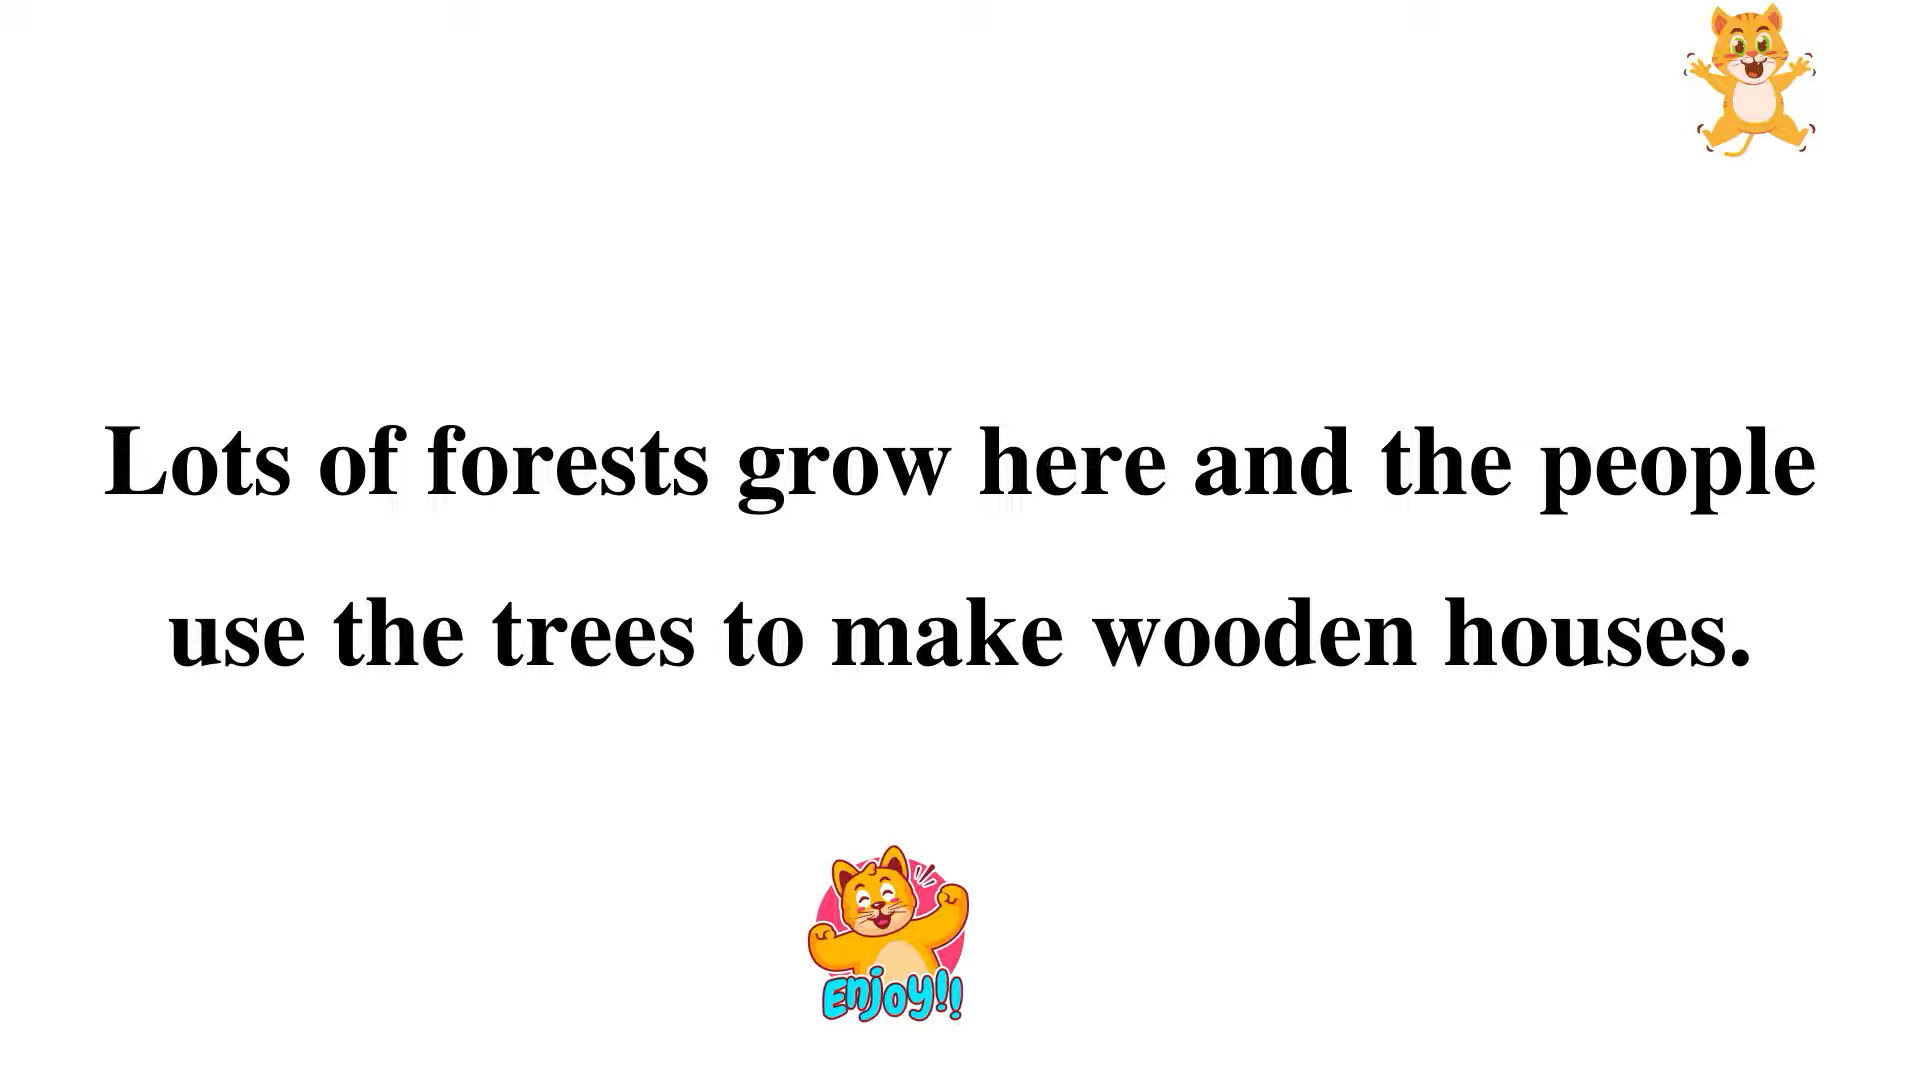 Lots of forests grow here and the people
use the trees to make wooden houses.
Enjoy!!